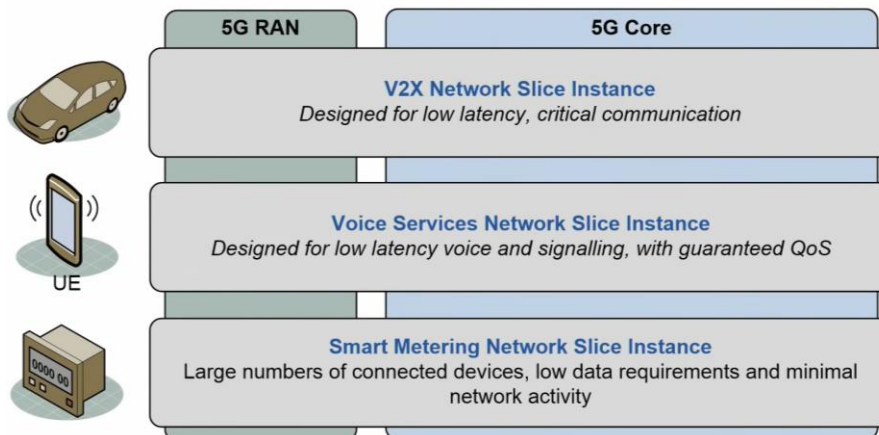 5G RAN
5G Core
V2X Network Slice Instance
Designed for low latency, critical communication
Voice Services Network Slice Instance
Designed for low latency voice and signalling, with guaranteed QoS
UE
Smart Metering Network Slice Instance
Large numbers of connected devices, low data requirements and minimal
network activity
0000 00